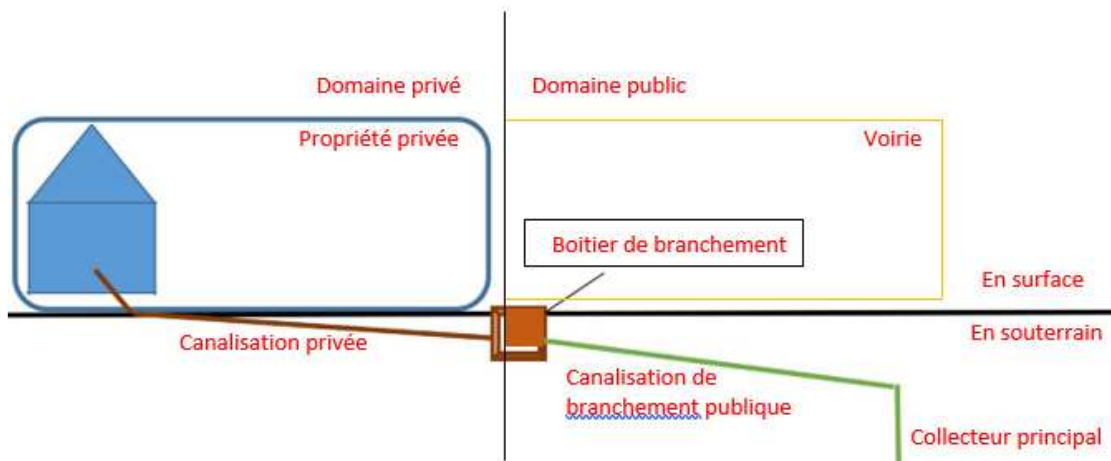 Domaine privé
Domaine public
Propriété privée
Voirie
Boitier de branchement
En surface
En souterrain
Canalisation privée
Canalisation de
branchement publique
Collecteur principal